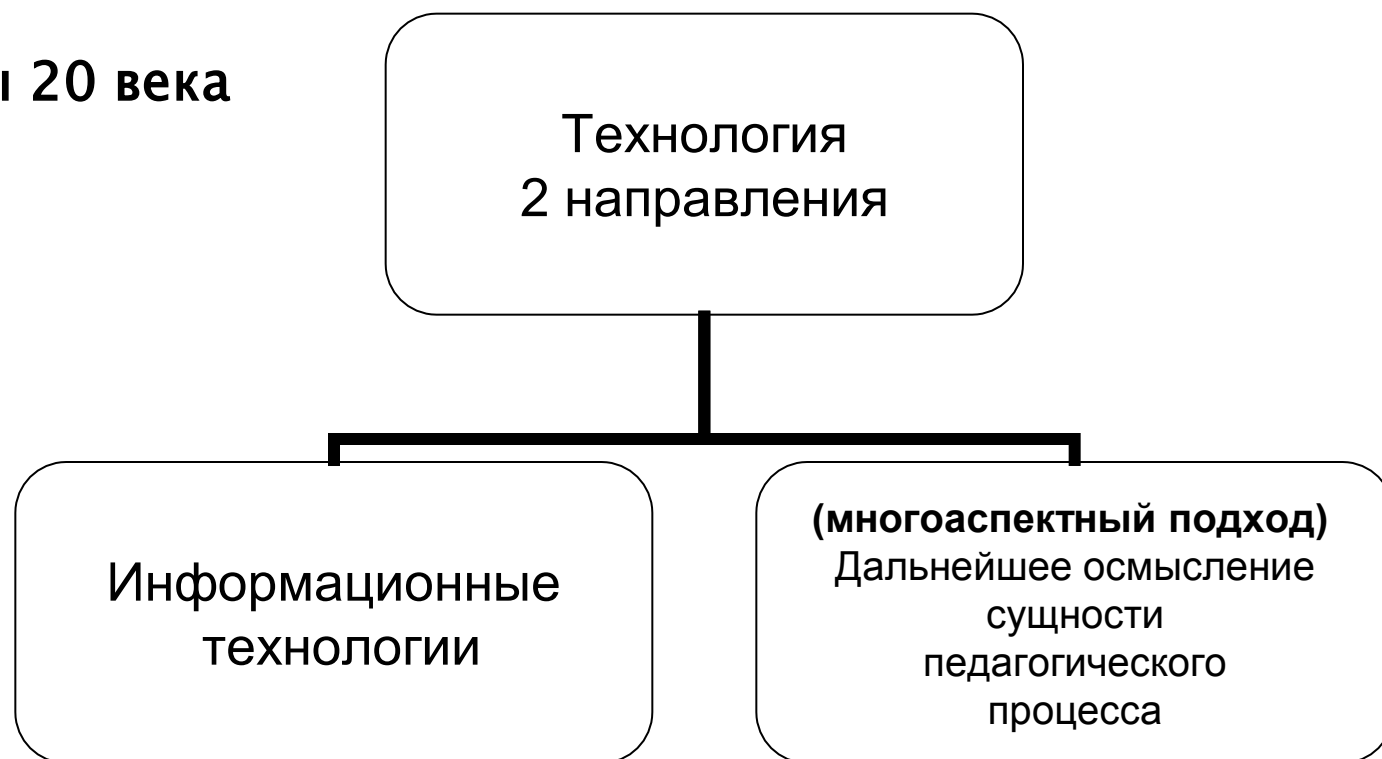 20 века
Технология
2 направления
Информационные
технологии
(многоаспектный подход)
Дальнейшее осмысление
сущности
педагогического
процесса